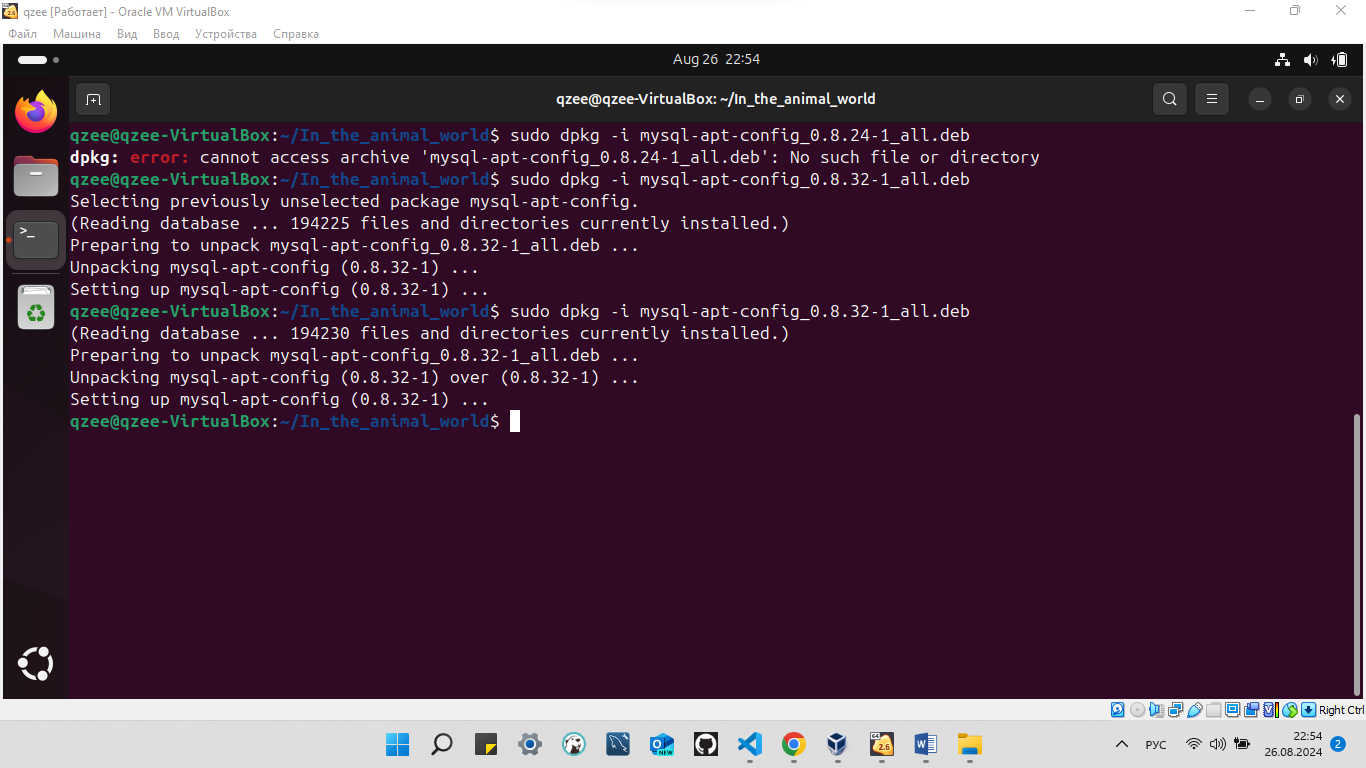 qzee [Работает] - Oracle VM VirtualBox
Файл Машина Вид Ввод Устройства Справка
Aug 26 22:54
qzee@qzee-VirtualBox: ~/In_the_animal_world
qzee@qzee-VirtualBox:~/In_the_animal_world$ sudo dpkg -i mysql-apt-config_0.8.24-1_all.deb
dpkg: error: cannot access archive 'mysql-apt-config_0.8.24-1_all.deb': No such file or directory
qzee@qzee-VirtualBox:~/In_the_animal_world$ sudo dpkg -i mysql-apt-config_0.8.32-1_all.deb
Selecting previously unselected package mysql-apt-config.
(Reading database ... 194225 files and directories currently installed.)
Preparing to unpack mysql-apt-config_0.8.32-1_all.deb ...
Unpacking mysql-apt-config (0.8.32-1) ...
Setting up mysql-apt-config (0.8.32-1) ...
qzee@qzee-VirtualBox:~/In_the_animal_world$ sudo dpkg -i mysql-apt-config_0.8.32-1_all.deb
(Reading database ... 194230 files and directories currently installed.)
Preparing to unpack mysql-apt-config_0.8.32-1_all.deb ...
Unpacking mysql-apt-config (0.8.32-1) over (0.8.32-1) ...
Setting up mysql-apt-config (0.8.32-1) ...
qzee@qzee-VirtualBox:~/In_the_animal_world$
Right Ctrl
NEW
2.6
РУС
22:54
26.08.2024
2